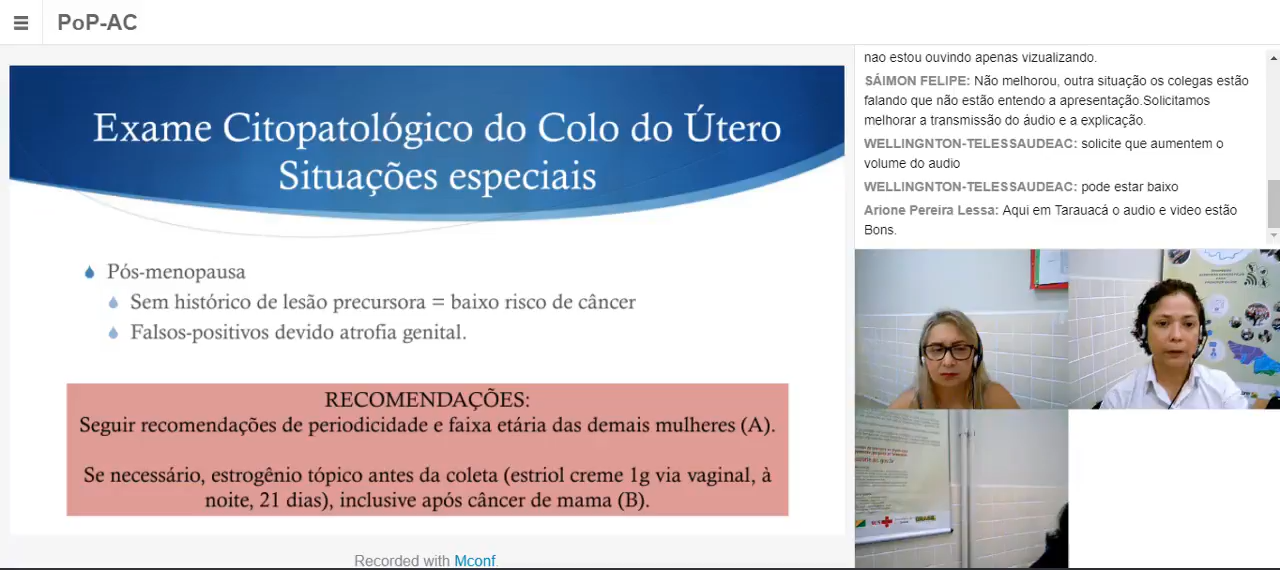 PoP-AC
Exame Citopatológico do Colo do Útero
Situações especiais
Pós-menopausa
Sem histórico de lesão precursora = baixo risco de câncer
Falsos-positivos devido atrofia genital.
RECOMENDAÇÕES:
Seguir recomendações de periodicidade e faixa etária das demais mulheres (A).
Se necessário, estrogênio tópico antes da coleta (estriol creme 1g via vaginal, à
noite, 21 dias), inclusive após câncer de mama (B).
Recorded with Mconf.
nao estou ouvindo apenas vizualizando.
SÁIMON FELIPE: Não melhorou, outra situação os colegas estão
falando que não estão entendo a apresentação.Solicitamos
melhorar a transmissão do áudio e a explicação.
WELLINGNTON-TELESSAUDEAC: solicite que aumentem o
volume do audio
WELLINGNTON-TELESSAUDEAC: pode estar baixo
Arione Pereira Lessa: Aqui em Tarauacá o audio e video estão
Bons.